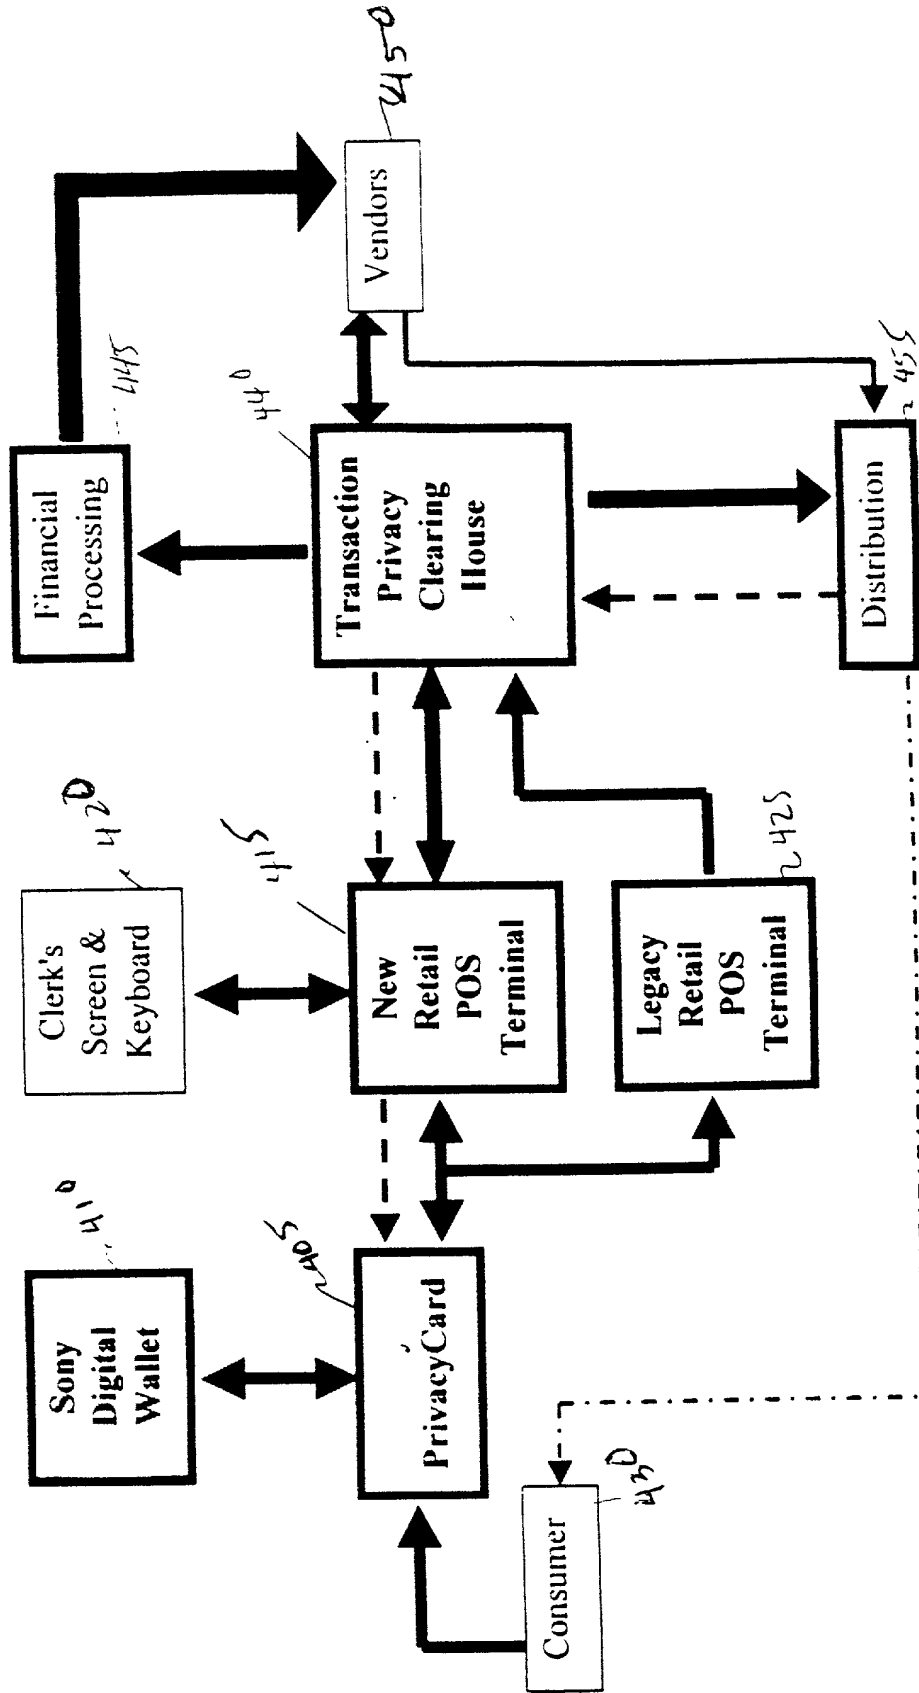 Sony
Digital
Wallet
410
Clerk's
Screen &
Keyboard
420
Financial
Processing
445
PrivacyCard
405
New
Retail
POS
Terminal
415
Transaction
Privacy
Clearing
House
440
Vendors
450
Consumer
430
Legacy
Retail
POS
Terminal
425
Distribution
455